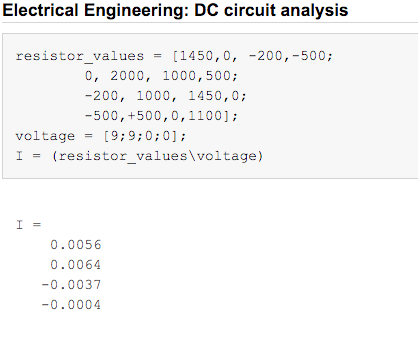 Electrical Engineering: DC circuit analysis
resistor_values = [1450,0, -200,-500;
0, 2000, 1000,500;
-200, 1000, 1450,0;
-500,+500,0,1100];
voltage = [9;9;0;0];
I = (resistor_values\voltage)
I =
0.0056
0.0064
-0.0037
-0.0004